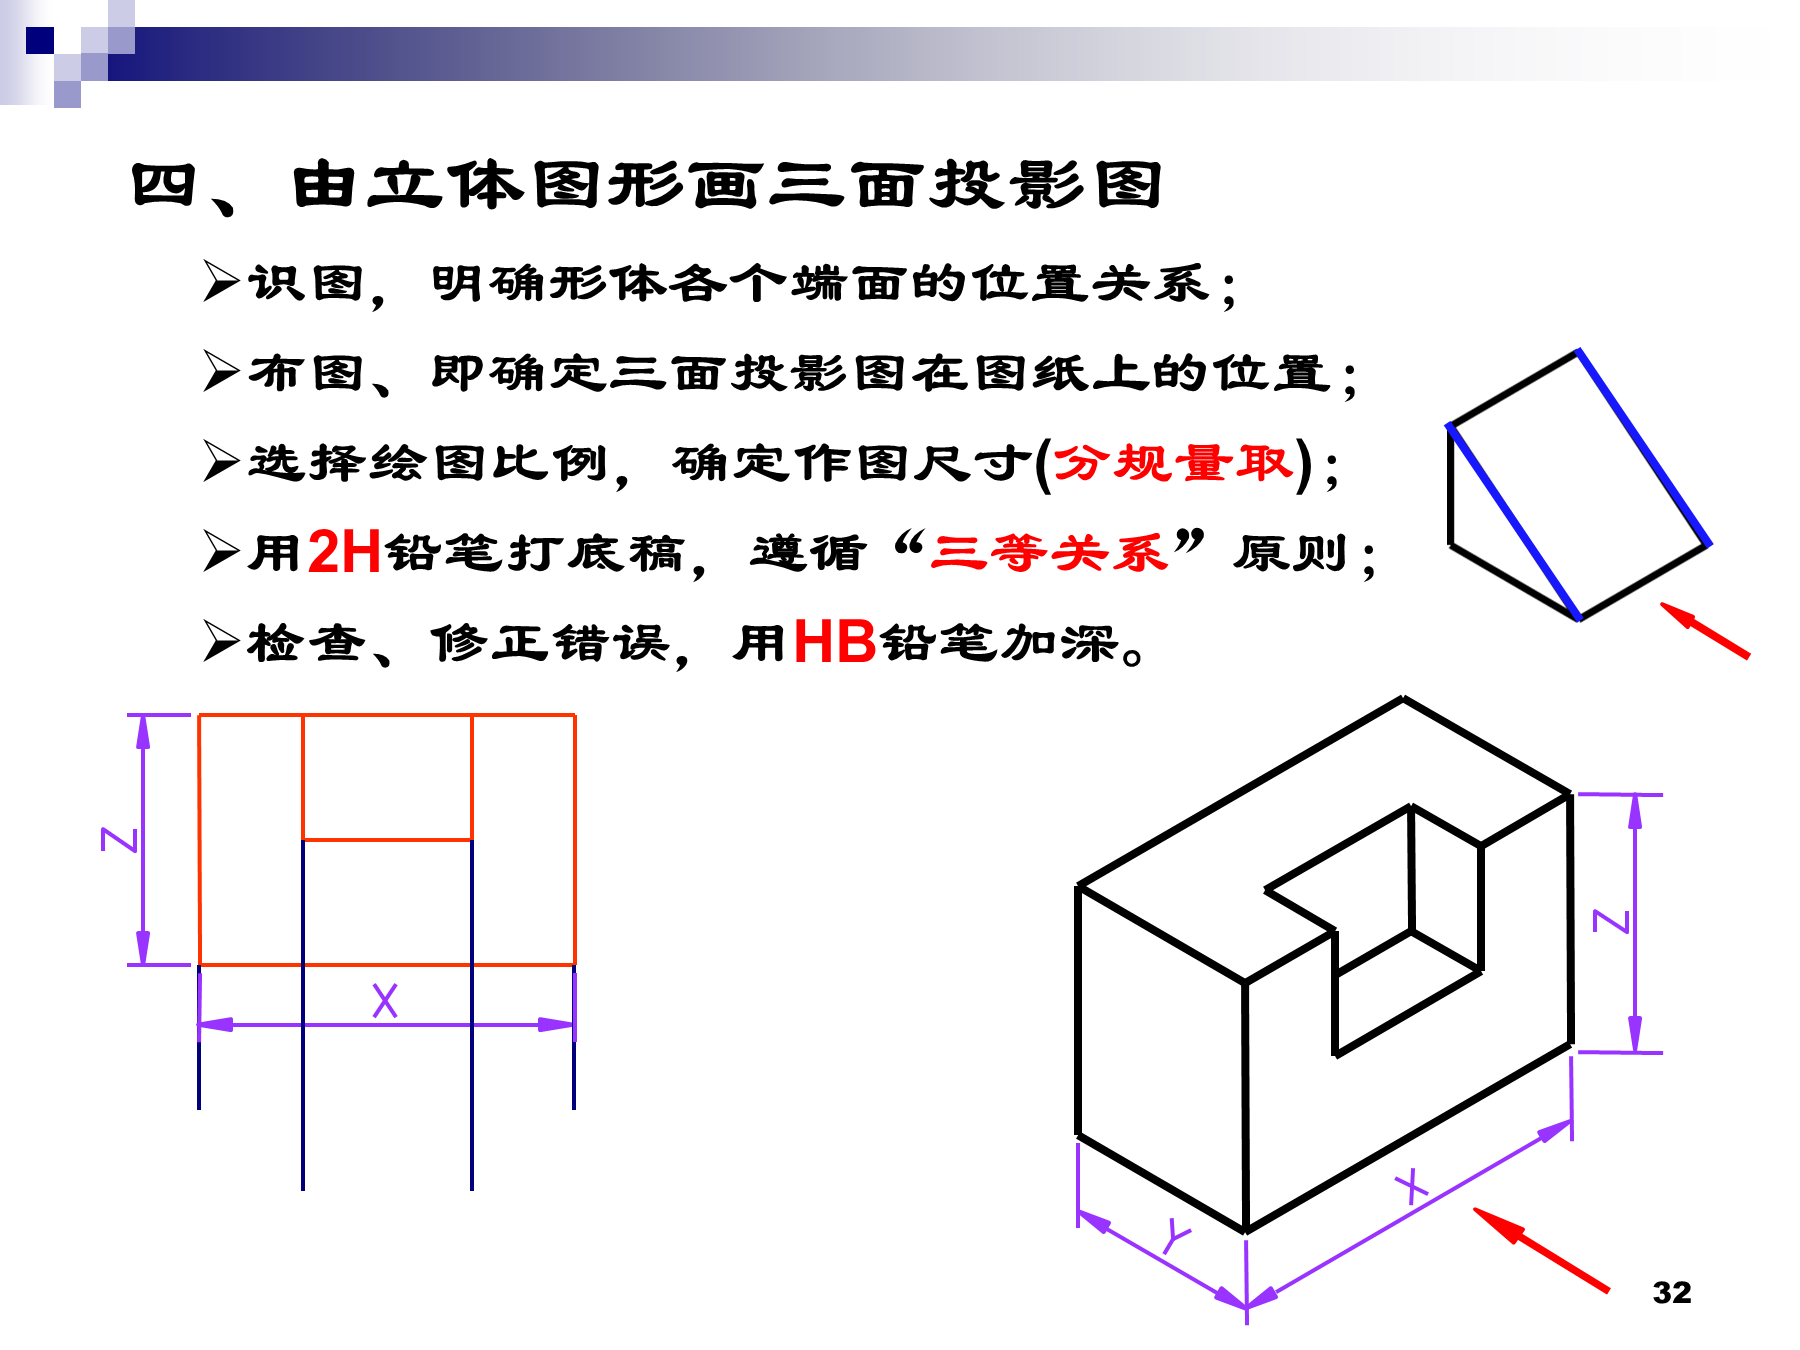 四、由立体图形画三面投影图
➢识图，明确形体各个端面的位置关系；
➢布图、即确定三面投影图在图纸上的位置；
➢选择绘图比例，确定作图尺寸(分规量取)；
➢用2H铅笔打底稿，遵循“三等关系”原则；
➢检查、修正错误，用HB铅笔加深。
Z
X
Z
X
Y
32